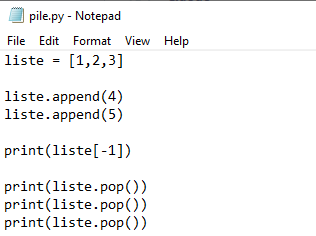 pile.py - Notepad
File Edit Format View Help
liste = [1,2,3]
liste.append(4)
liste.append(5)
print(liste[-1])
print(liste.pop())
print(liste.pop())
print(liste.pop())